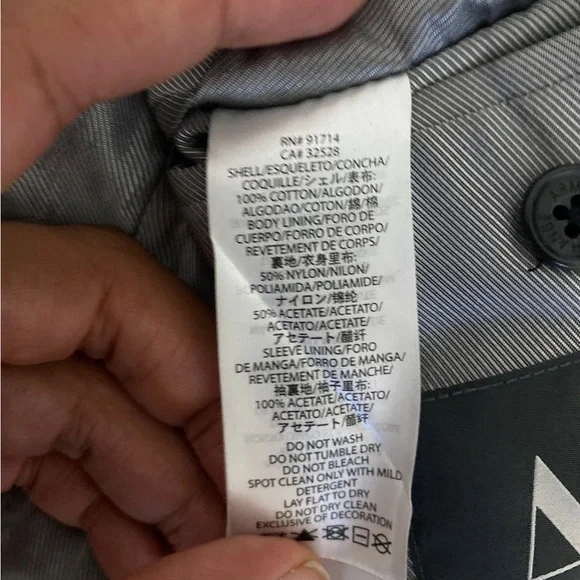 RN# 91714
CA# 32528
SHELL/ESQUELETO/CONCHA/
COQUILLE/シェル/表布:
100% COTTON/ALGODON/
ALGODAO/COTON/綿/棉
BODY LINING/FORO DE
CUERPO/FORRO DE CORPO/
REVETEMENT DE CORPS/
裏地/衣身里布:
50% NYLON/NILON/
POLIAMIDA/POLIAMIDE/
ナイロン/锦纶
50% ACETATE/ACETATO/
ACETATO/ACETATE/
アセテート/醋纤
SLEEVE LINING/FORO
DE MANGA/FORRO DE MANGA/
REVETEMENT DE MANCHE/
袖裏地/袖子里布:
100% ACETATE/ACETATO/
ACETATO/ACETATE/
アセテート/醋纤
DO NOT WASH
DO NOT TUMBLE DRY
DO NOT BLEACH
SPOT CLEAN ONLY WITH MILD
DETERGENT
LAY FLAT TO DRY
DO NOT DRY CLEAN
EXCLUSIVE OF DECORATION
A